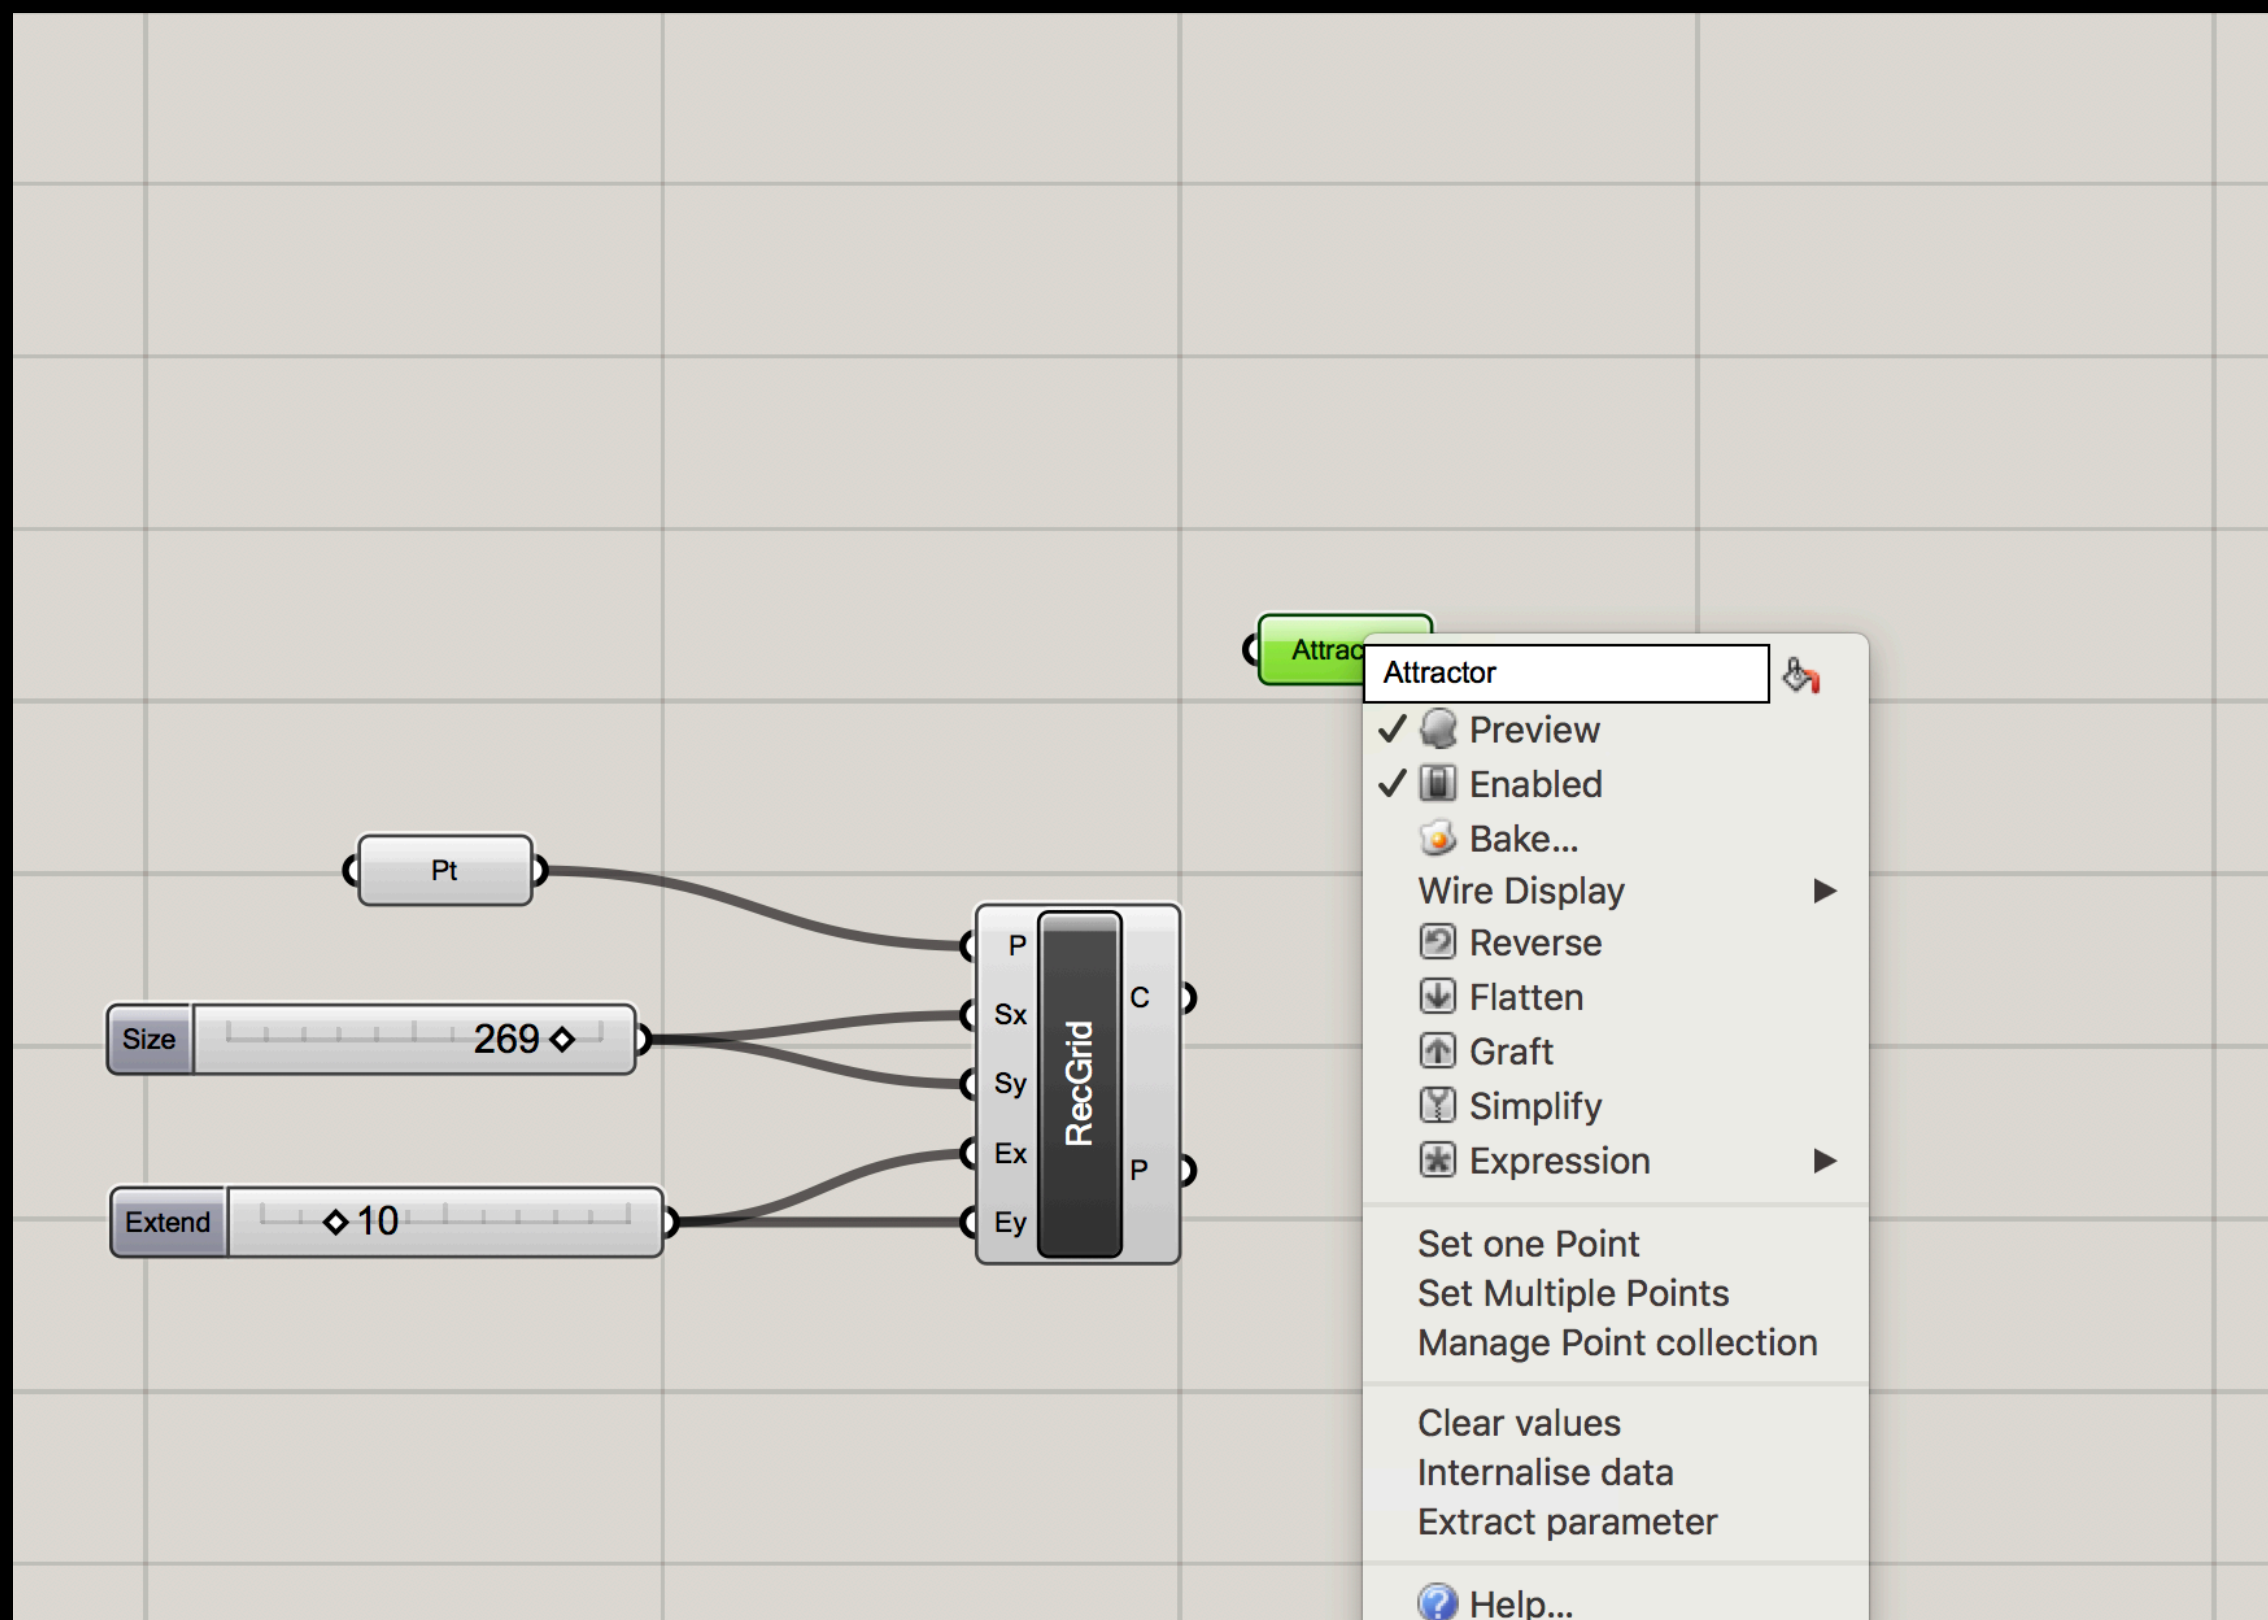 Attrac
Attractor
Preview
Enabled
Bake...
Wire Display
Reverse
Flatten
Graft
Simplify
Expression
Set one Point
Set Multiple Points
Manage Point collection
Clear values
Internalise data
Extract parameter
Help...
Pt
Size 269
Extend 10
P
Sx
Sy
Ex
Ey
RecGrid
C
P